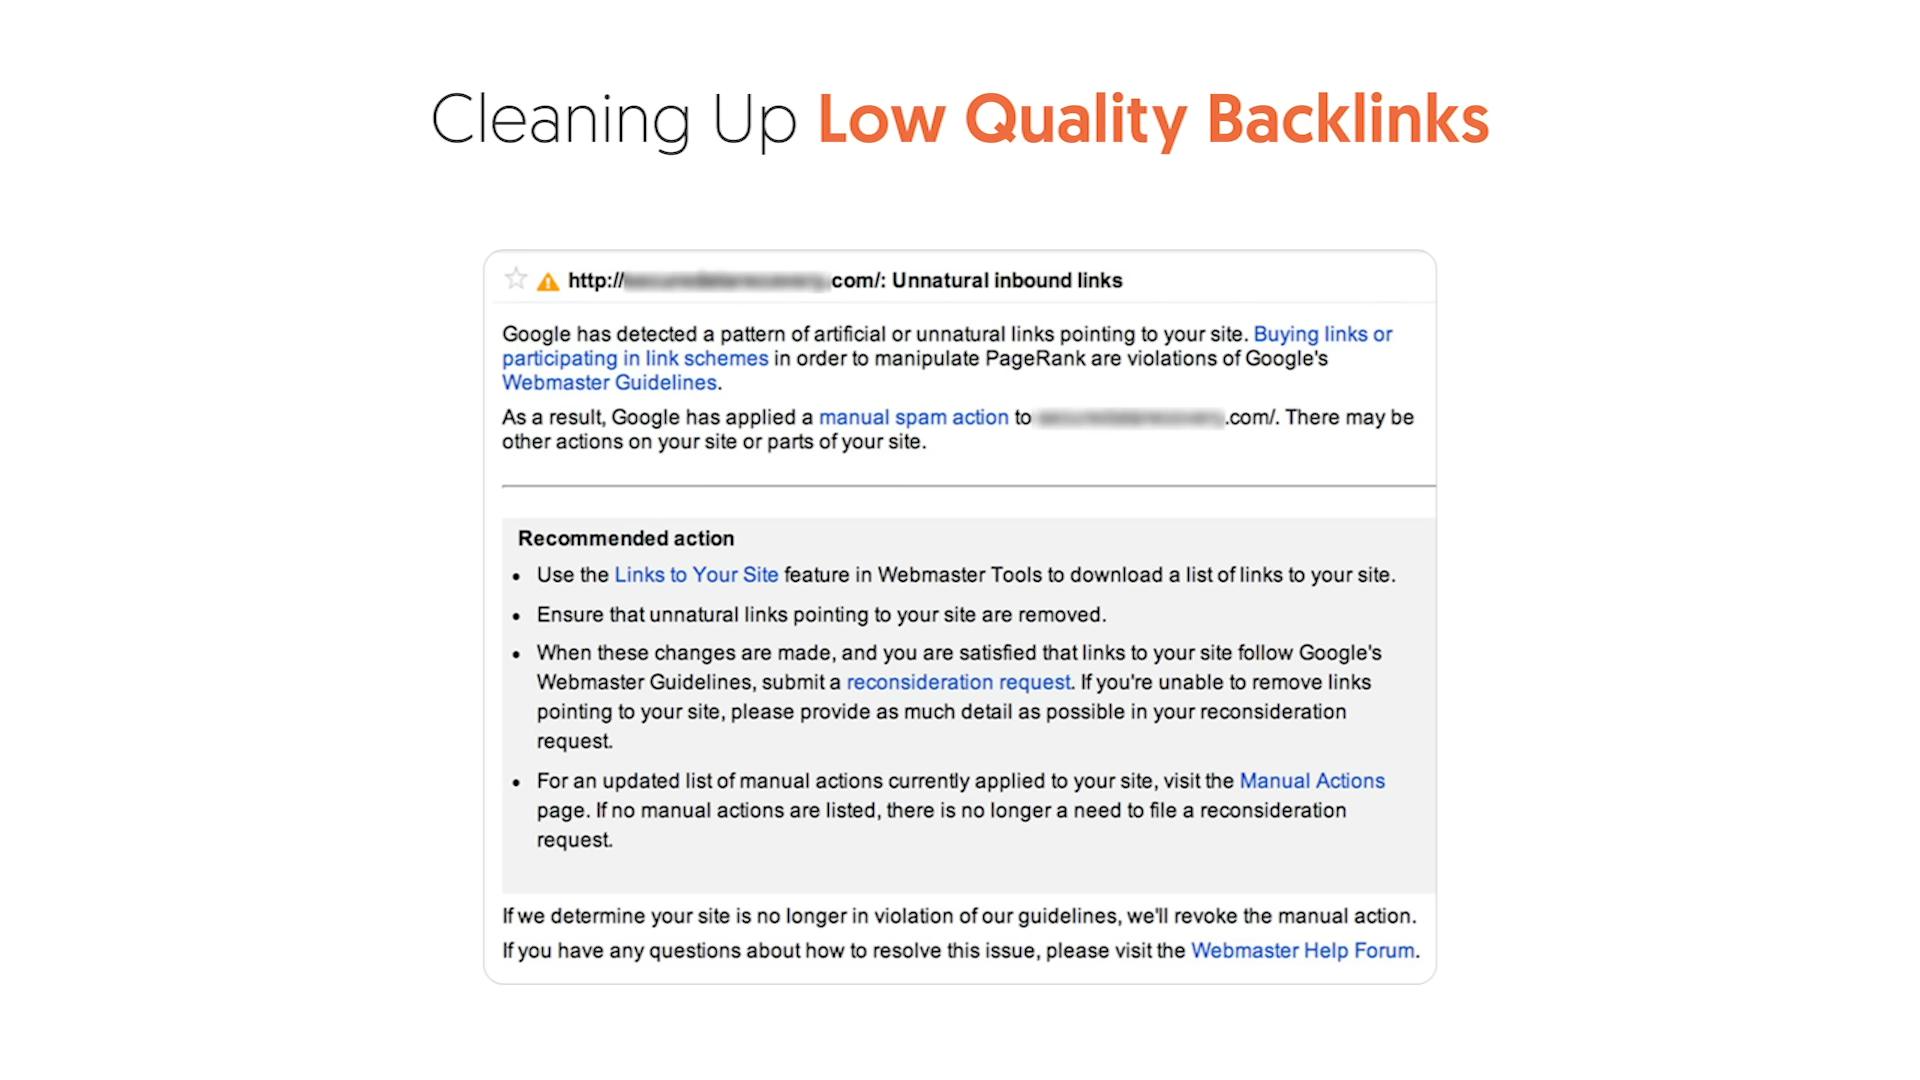 Cleaning Up Low Quality Backlinks
http:// .com/: Unnatural inbound links
Google has detected a pattern of artificial or unnatural links pointing to your site. Buying links or
participating in link schemes in order to manipulate PageRank are violations of Google's
Webmaster Guidelines.
As a result, Google has applied a manual spam action to .com/. There may be
other actions on your site or parts of your site.
Recommended action
• Use the Links to Your Site feature in Webmaster Tools to download a list of links to your site.
• Ensure that unnatural links pointing to your site are removed.
• When these changes are made, and you are satisfied that links to your site follow Google's
Webmaster Guidelines, submit a reconsideration request. If you're unable to remove links
pointing to your site, please provide as much detail as possible in your reconsideration
request.
• For an updated list of manual actions currently applied to your site, visit the Manual Actions
page. If no manual actions are listed, there is no longer a need to file a reconsideration
request.
If we determine your site is no longer in violation of our guidelines, we'll revoke the manual action.
If you have any questions about how to resolve this issue, please visit the Webmaster Help Forum.